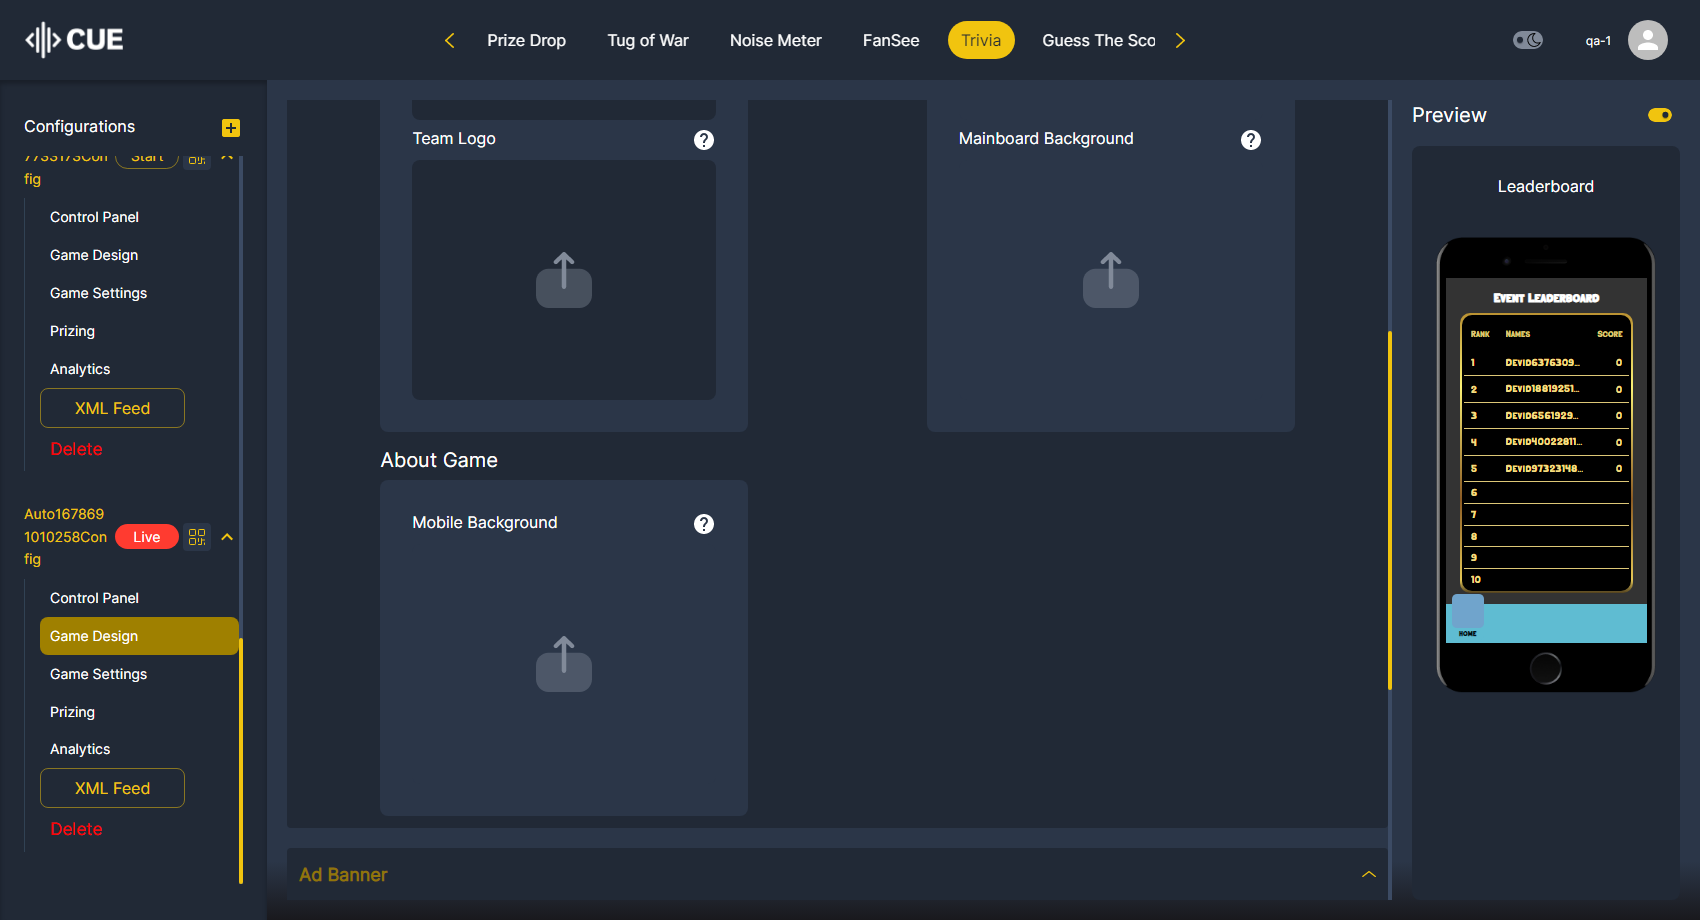 CUE
Prize Drop
Tug of War
Noise Meter
FanSee
Trivia
Guess The Sco
qa-1
Configurations
7733173Con
fig
Start
Control Panel
Game Design
Game Settings
Prizing
Analytics
XML Feed
Delete
Auto167869
1010258Con
fig
Live
Control Panel
Game Design
Game Settings
Prizing
Analytics
XML Feed
Delete
Team Logo
?
Mainboard Background
?
About Game
Mobile Background
?
Ad Banner
Preview
Leaderboard
Event Leaderboard
Rank Names Score
1 DevID6376309... 0
2 DevID18819251... 0
3 DevID6561929... 0
4 DevID40022811... 0
5 DevID97323148... 0
6
7
8
9
10
HOME